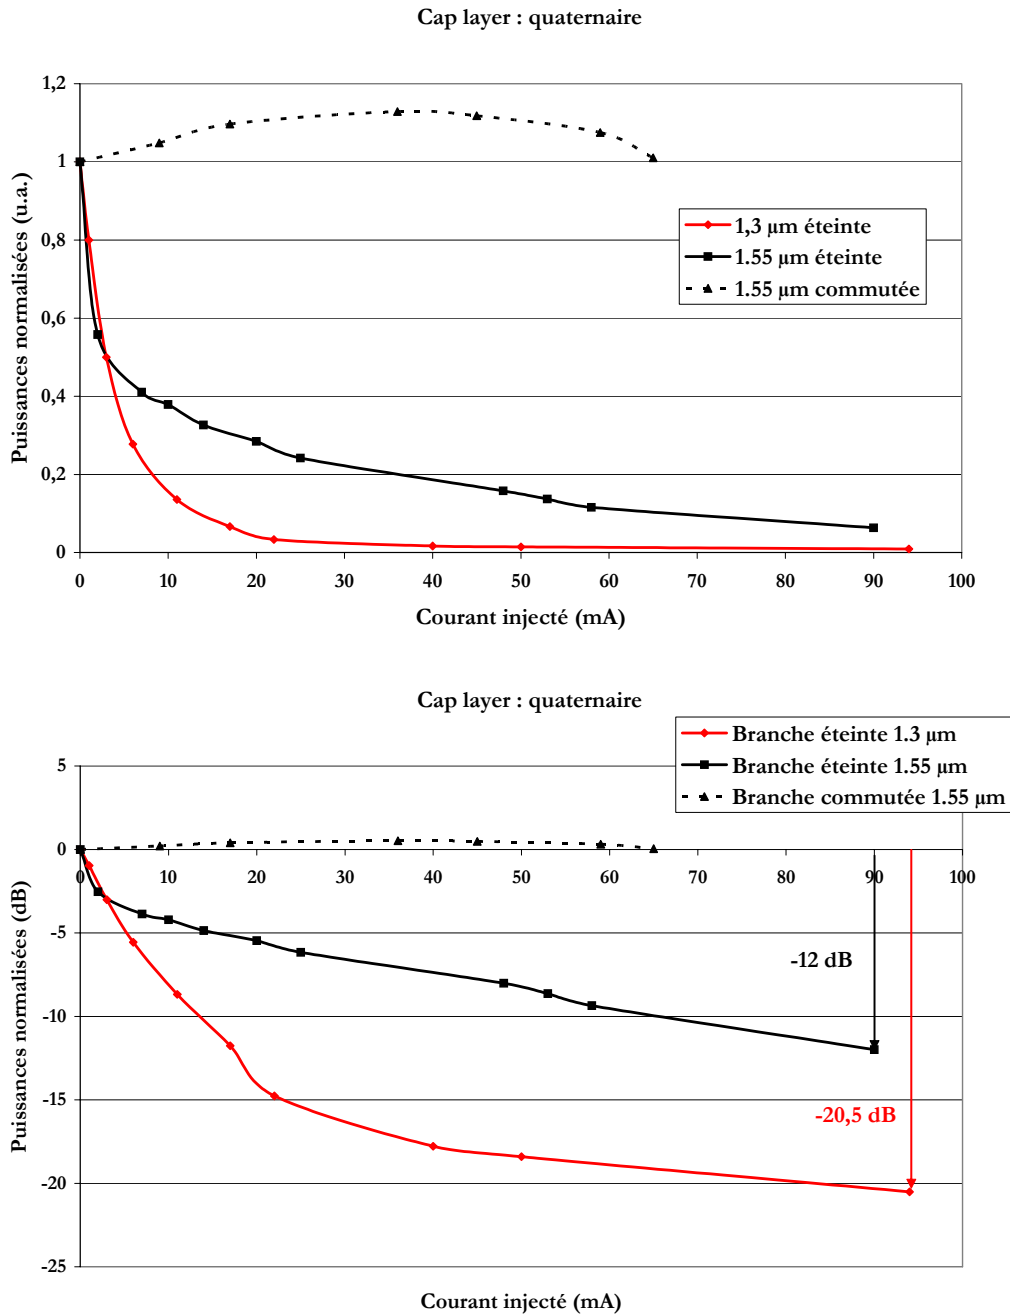 Cap layer : quaternaire
1,2
1
0,8
0,6
0,4
0,2
0
Puissances normalisées (u.a.)
1,3 µm éteinte
1.55 µm éteinte
1.55 µm commutée
0 10 20 30 40 50 60 70 80 90 100
Courant injecté (mA)
Cap layer : quaternaire
Branche éteinte 1.3 µm
Branche éteinte 1.55 µm
Branche commutée 1.55 µm
5
0
-5
-10
-15
-20
-25
Puissances normalisées (dB)
0 10 20 30 40 50 60 70 80 90 100
-12 dB
-20,5 dB
Courant injecté (mA)